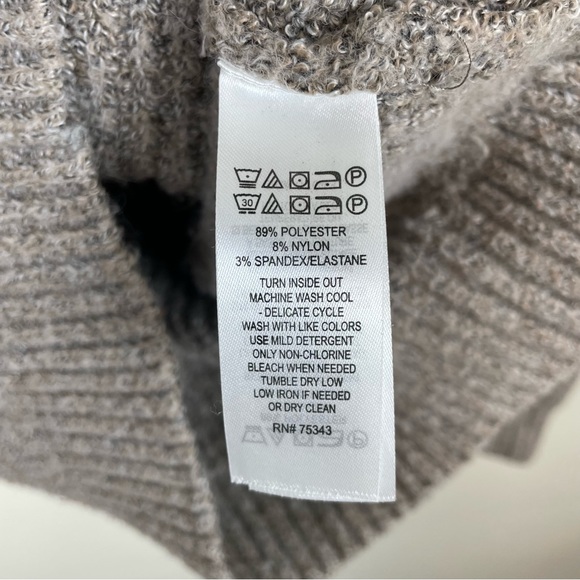 30
89% POLYESTER
8% NYLON
3% SPANDEX/ELASTANE
TURN INSIDE OUT
MACHINE WASH COOL
- DELICATE CYCLE
WASH WITH LIKE COLORS
USE MILD DETERGENT
ONLY NON-CHLORINE
BLEACH WHEN NEEDED
TUMBLE DRY LOW
LOW IRON IF NEEDED
OR DRY CLEAN
RN# 75343